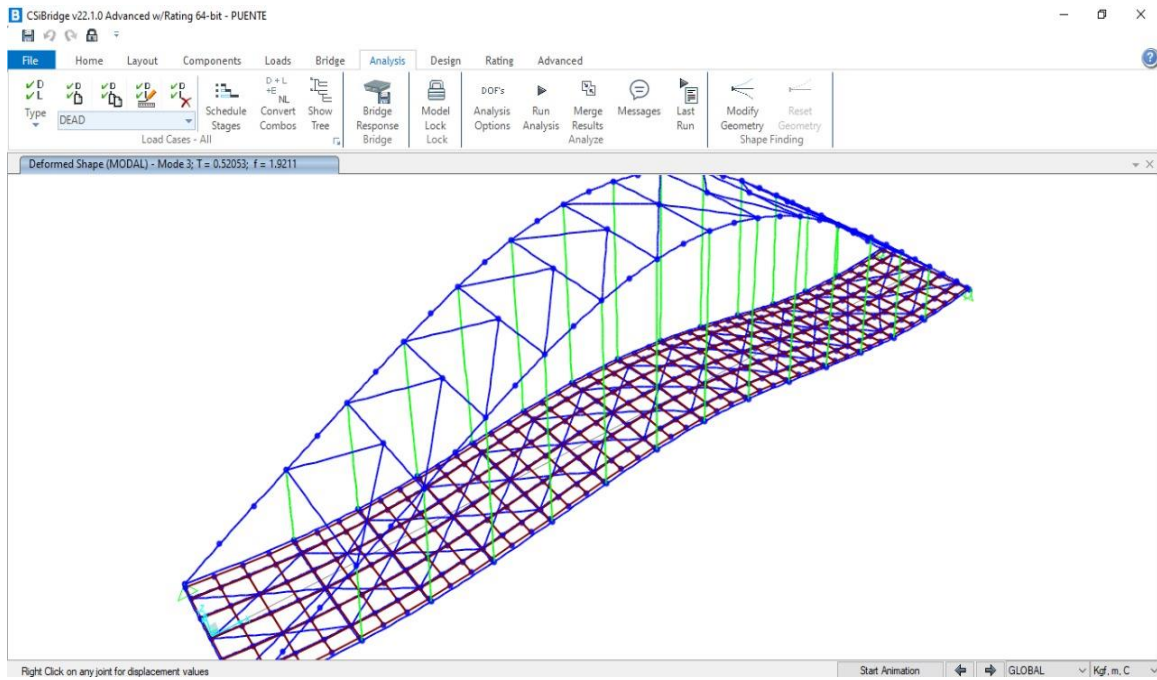 B CSiBridge v22.1.0 Advanced w/Rating 64-bit - PUENTE
File Home Layout Components Loads Bridge Analysis Design Rating Advanced
D D D D D D + L
L +E
NL
Type Schedule Convert Show Bridge Model DOF's Analysis Run Merge Messages Last Modify Reset
DEAD Stages Combos Tree Response Lock Options Analysis Results Run Geometry Geometry
Load Cases - All Bridge Lock Analyze Shape Finding
Deformed Shape (MODAL) - Mode 3; T = 0.52053; f = 1.9211
Right Click on any joint for displacement values Start Animation GLOBAL Kgf, m, C